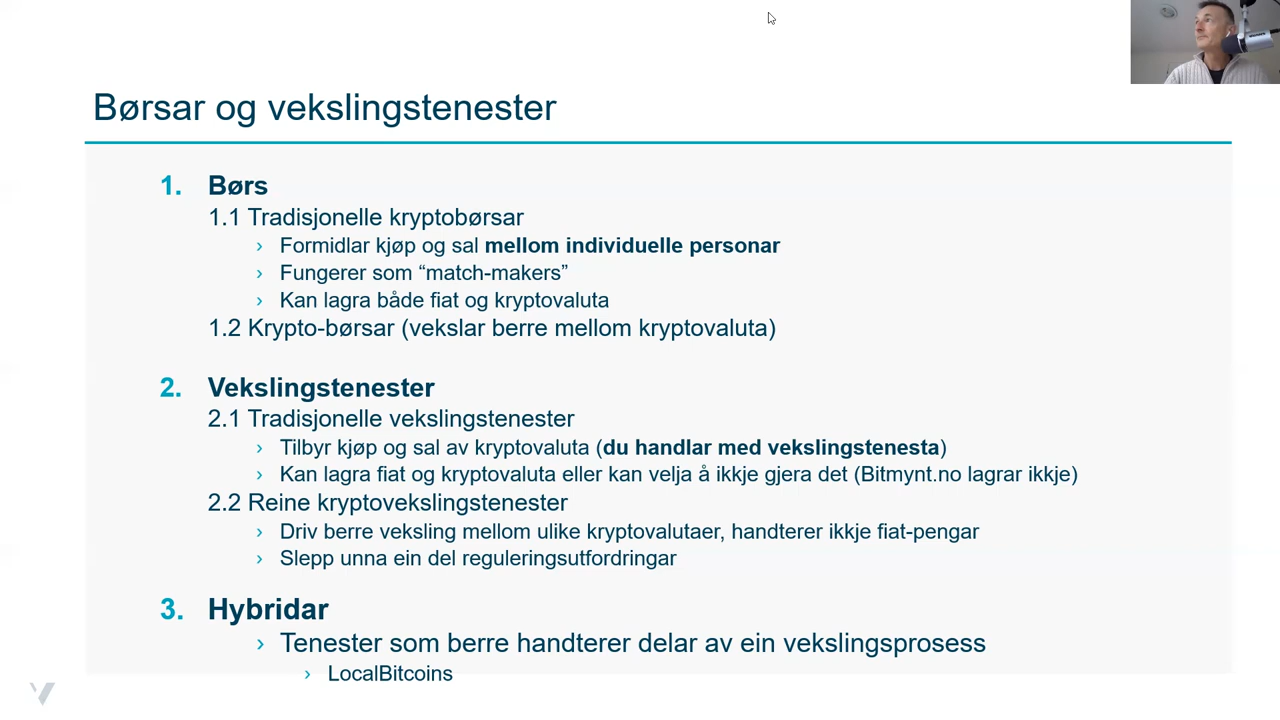 Børsar og vekslingstenester
1. Børs
1.1 Tradisjonelle kryptobørsar
› Formidlar kjøp og sal mellom individuelle personar
› Fungerer som “match-makers”
› Kan lagra både fiat og kryptovaluta
1.2 Krypto-børsar (vekslar berre mellom kryptovaluta)
2. Vekslingstenester
2.1 Tradisjonelle vekslingstenester
› Tilbyr kjøp og sal av kryptovaluta (du handlar med vekslingstenesta)
› Kan lagra fiat og kryptovaluta eller kan velja å ikkje gjera det (Bitmynt.no lagrar ikkje)
2.2 Reine kryptovekslingstenester
› Driv berre veksling mellom ulike kryptovalutaer, handterer ikkje fiat-pengar
› Slepp unna ein del reguleringsutfordringar
3. Hybridar
› Tenester som berre handterer delar av ein vekslingsprosess
› LocalBitcoins